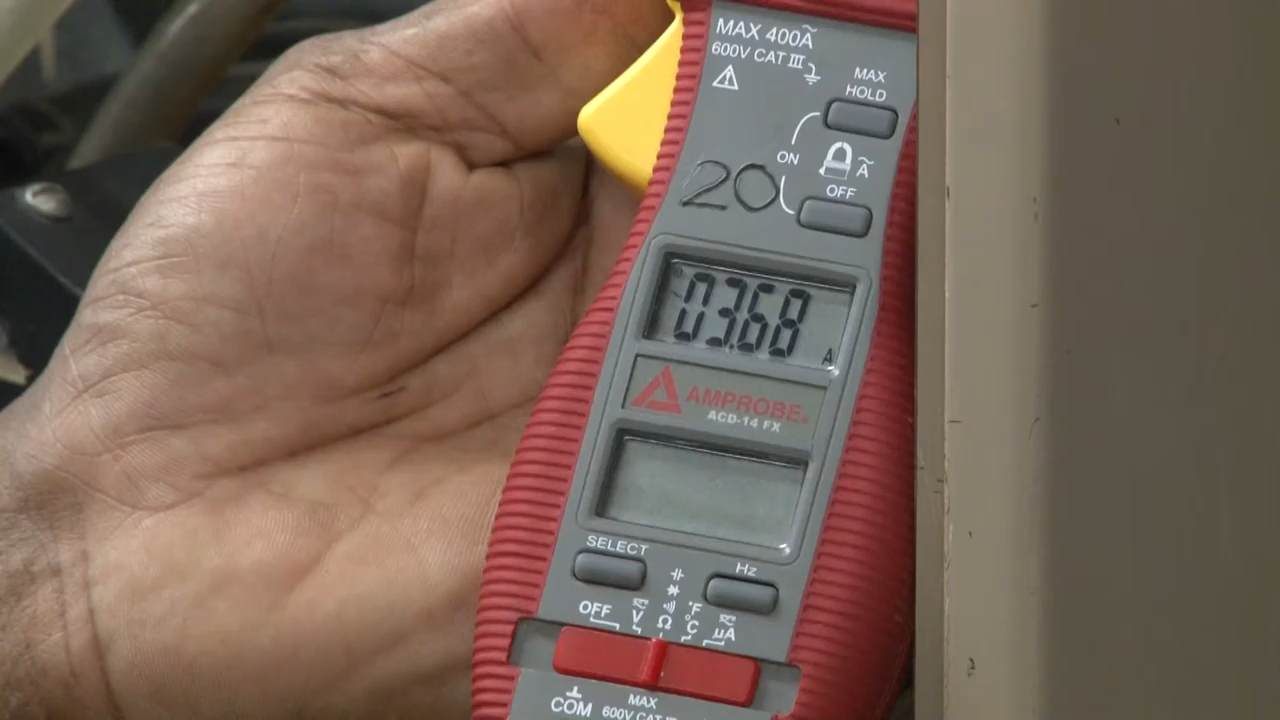 MAX 400A
600V CAT III
MAX
HOLD
ON
A
OFF
20
03.68
A
AMPROBE
ACD-14 FX
SELECT
Hz
OFF
V
Ω
°F
°C
µA
COM
MAX
600V CAT